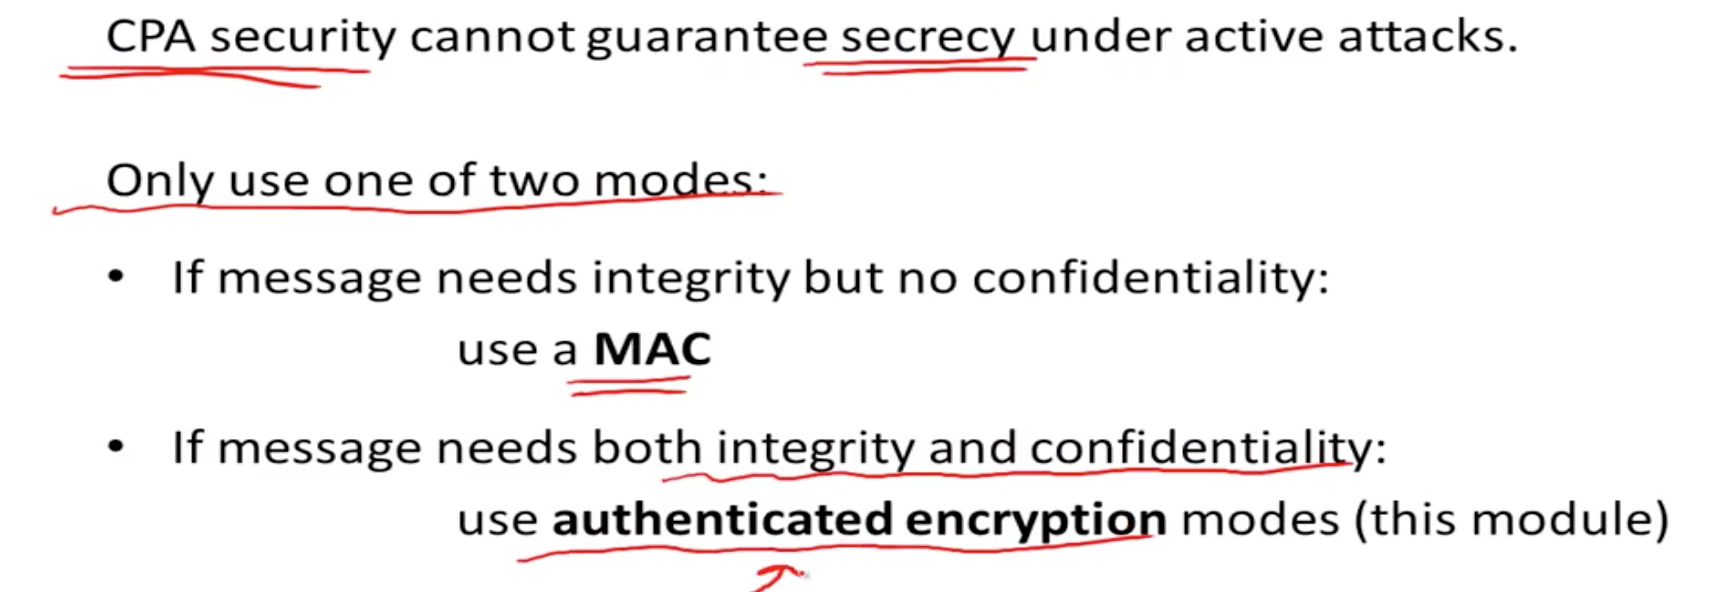 CPA security cannot guarantee secrecy under active attacks.
Only use one of two modes:
• If message needs integrity but no confidentiality:
use a MAC
• If message needs both integrity and confidentiality:
use authenticated encryption modes (this module)